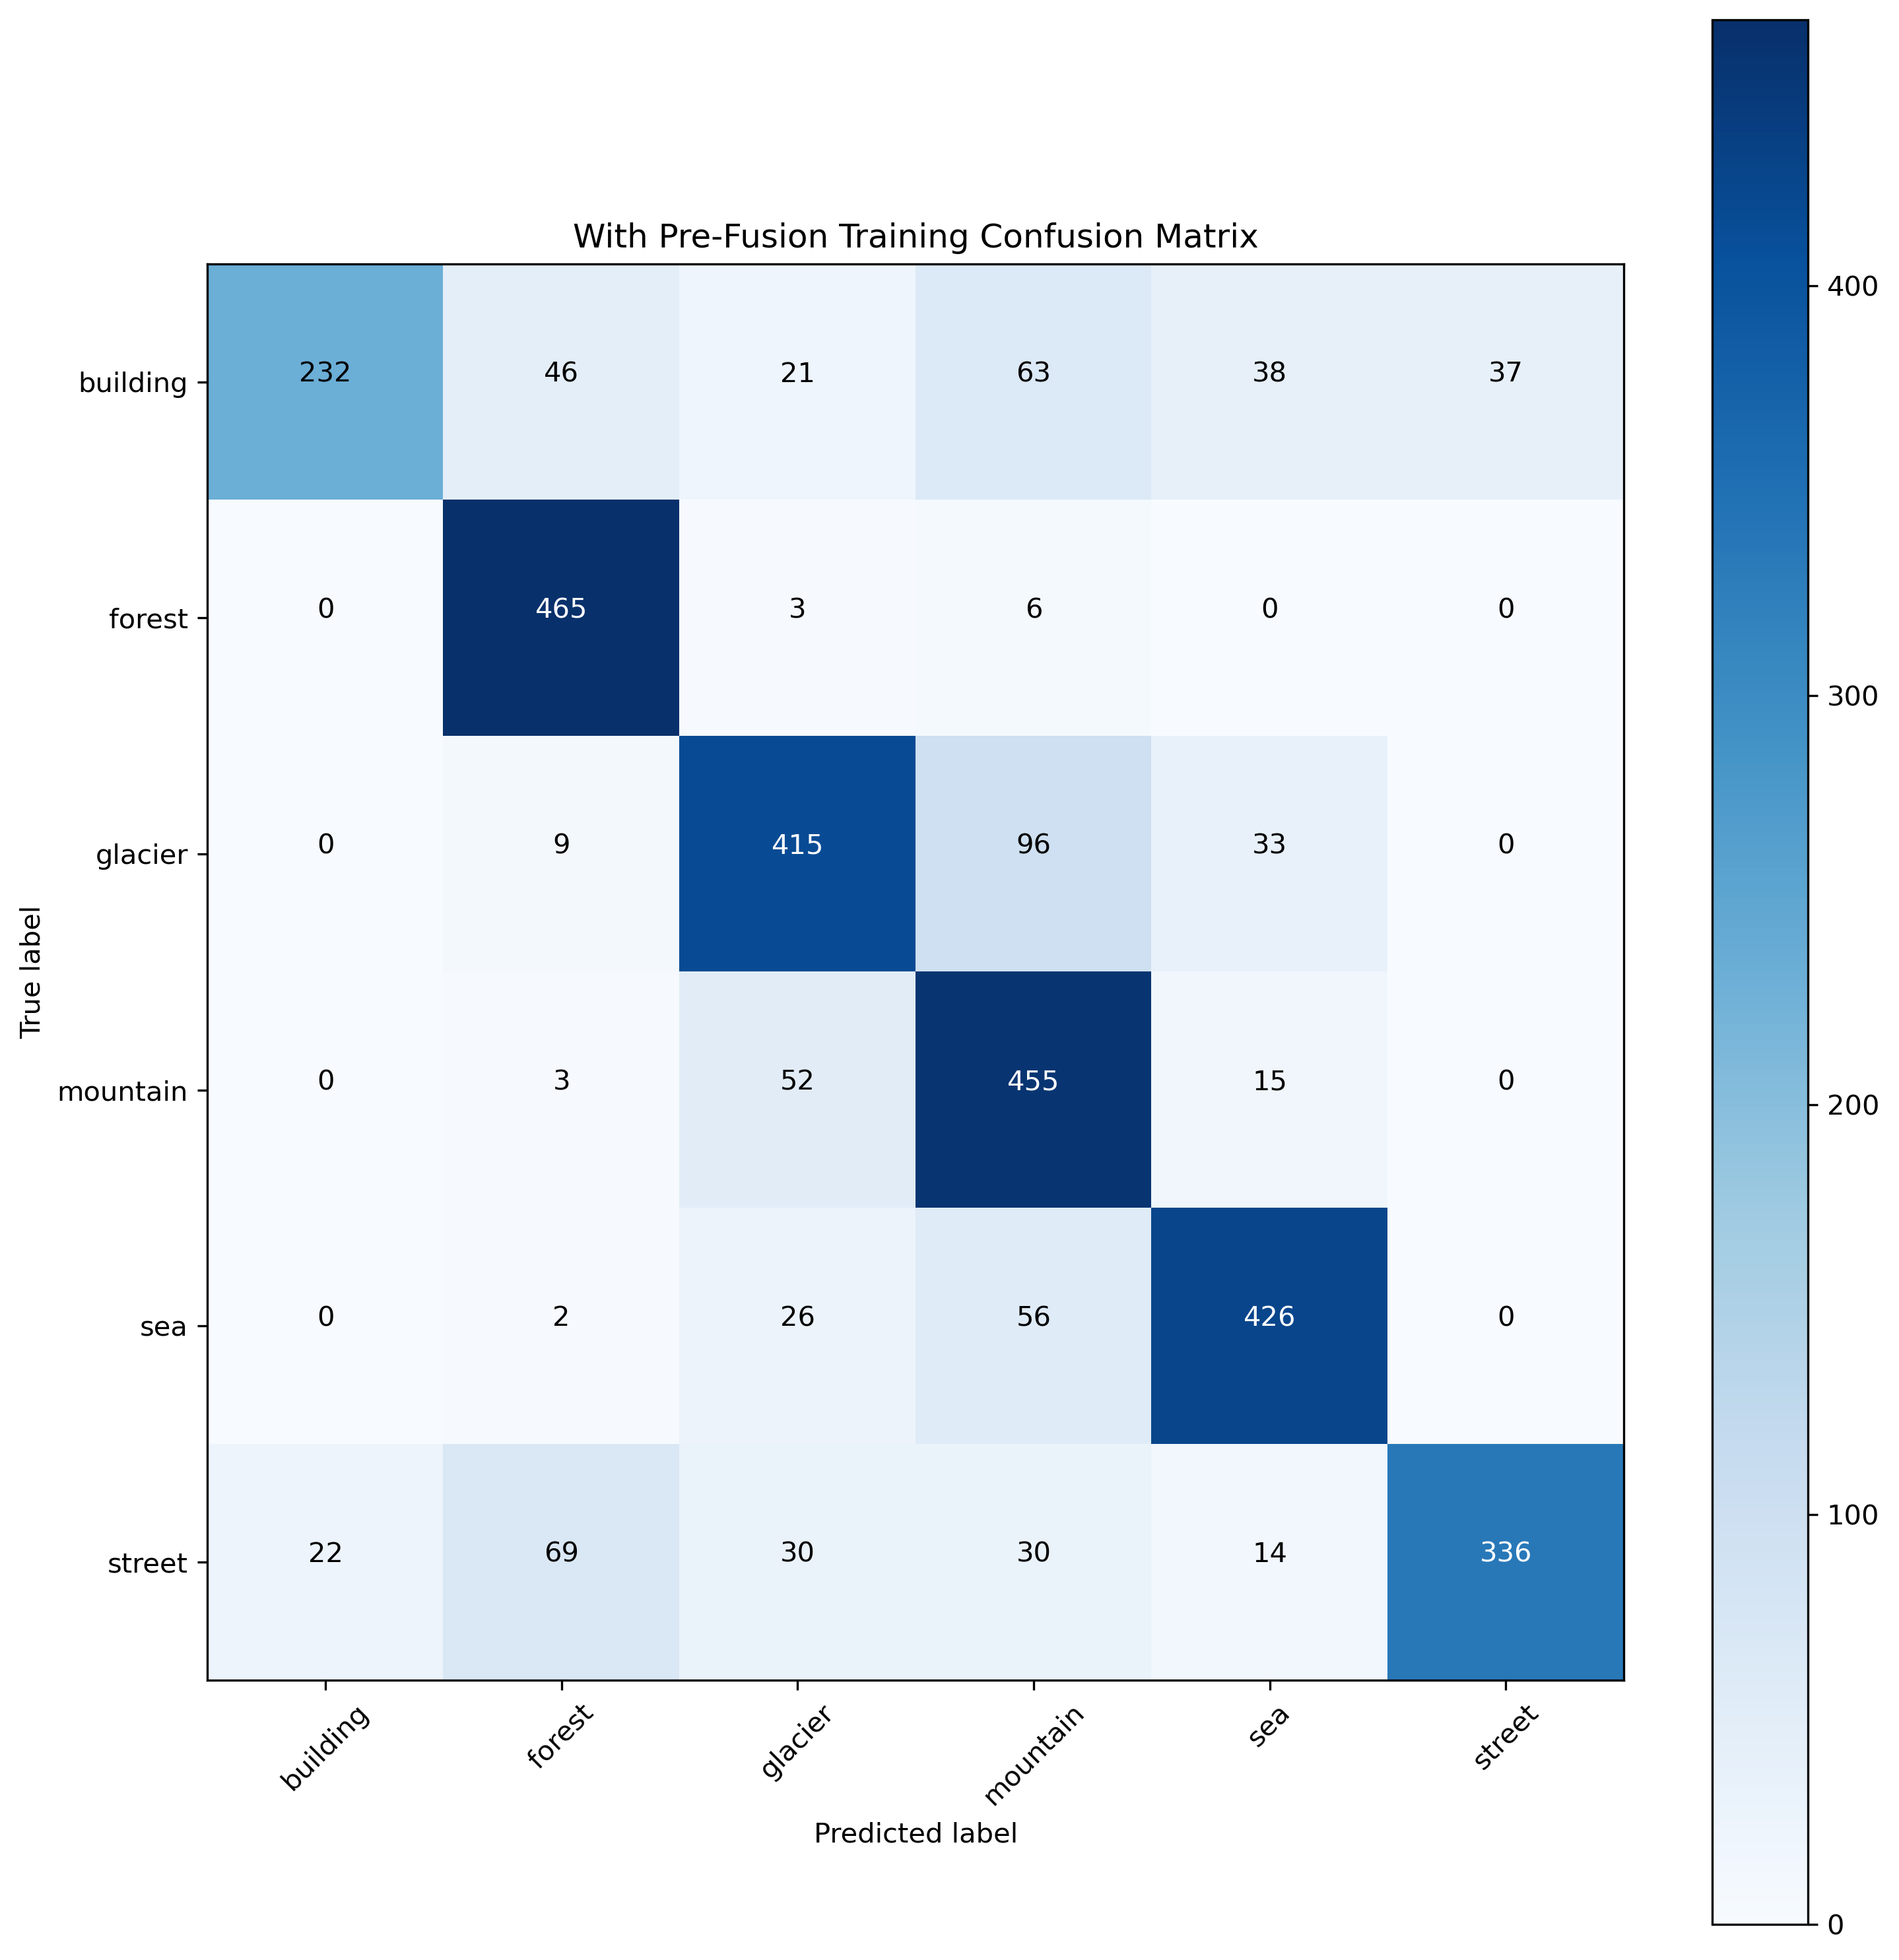 With Pre-Fusion Training Confusion Matrix
building 232 46 21 63 38 37
forest 0 465 3 6 0 0
glacier 0 9 415 96 33 0
mountain 0 3 52 455 15 0
sea 0 2 26 56 426 0
street 22 69 30 30 14 336
building forest glacier mountain sea street
Predicted label
True label
400
300
200
100
0